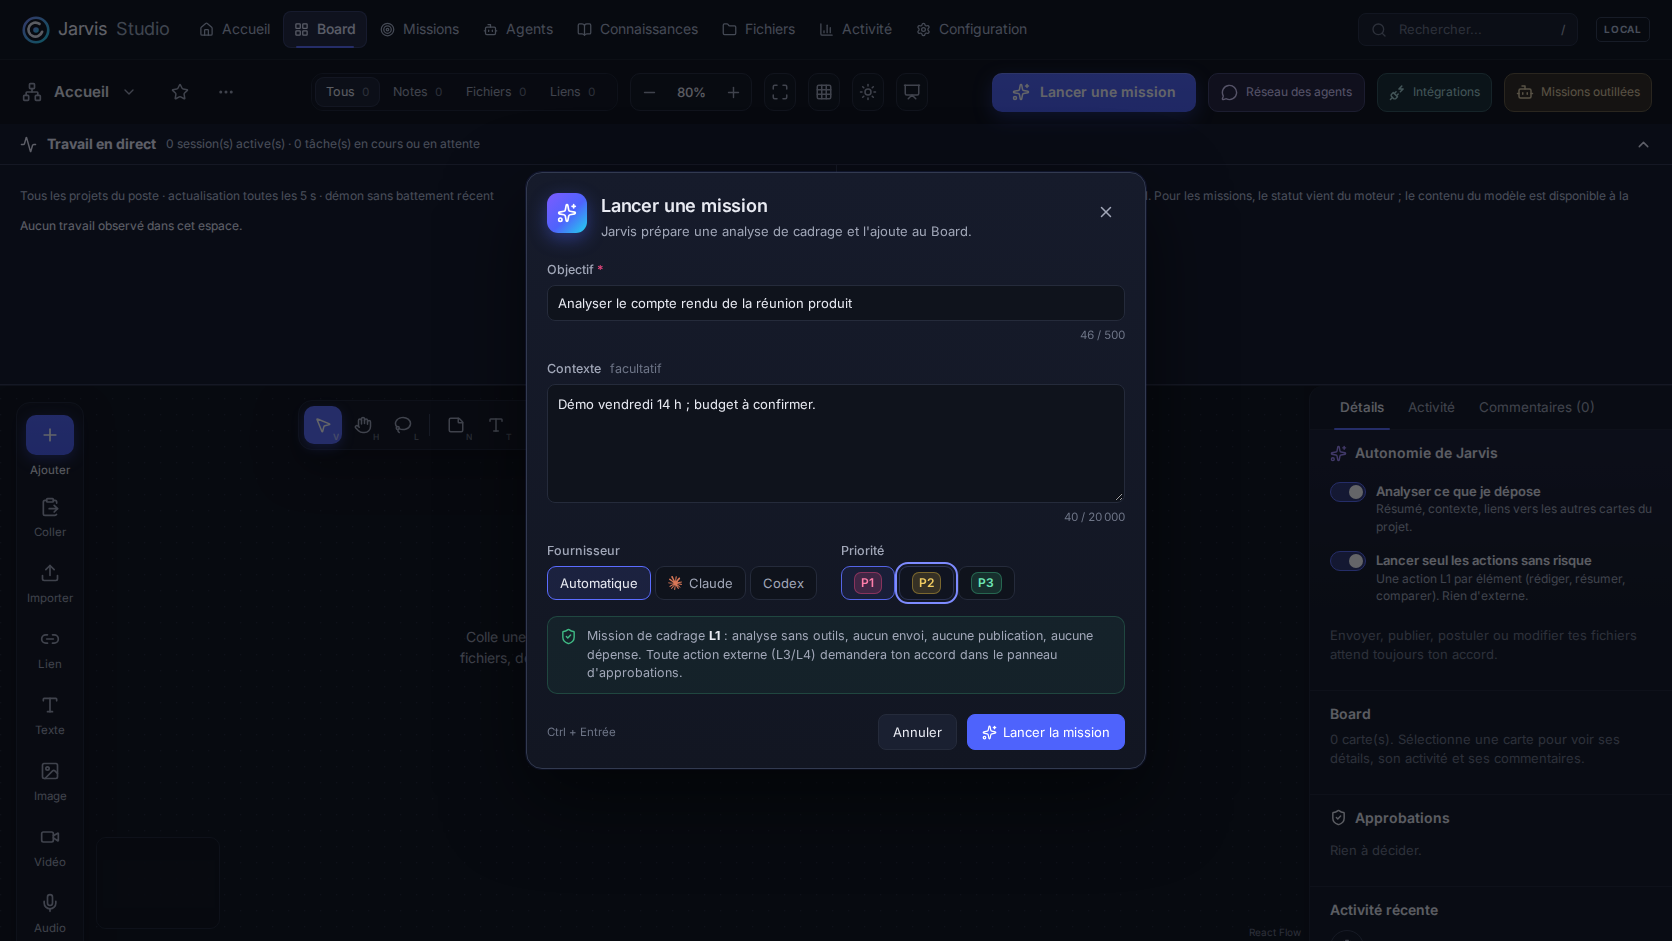 Jarvis Studio
Accueil
Board
Missions
Agents
Connaissances
Fichiers
Activité
Configuration
Rechercher... /
LOCAL
Accueil
Tous 0
Notes 0
Fichiers 0
Liens 0
80%
Lancer une mission
Réseau des agents
Intégrations
Missions outillées
Travail en direct 0 session(s) active(s) · 0 tâche(s) en cours ou en attente
Tous les projets du poste · actualisation toutes les 5 s · démon sans battement récent
. Pour les missions, le statut vient du moteur ; le contenu du modèle est disponible à la
Aucun travail observé dans cet espace.
Lancer une mission
Jarvis prépare une analyse de cadrage et l'ajoute au Board.
Objectif *
Analyser le compte rendu de la réunion produit
46 / 500
Contexte facultatif
Démo vendredi 14 h ; budget à confirmer.
40 / 20 000
Fournisseur
Automatique
Claude
Codex
Priorité
P1
P2
P3
Mission de cadrage L1 : analyse sans outils, aucun envoi, aucune publication, aucune
dépense. Toute action externe (L3/L4) demandera ton accord dans le panneau
d'approbations.
Ctrl + Entrée
Annuler
Lancer la mission
Ajouter
Coller
Importer
Lien
Texte
Image
Vidéo
Audio
V
H
L
N
T
Colle une
fichiers, d
Détails
Activité
Commentaires (0)
Autonomie de Jarvis
Analyser ce que je dépose
Résumé, contexte, liens vers les autres cartes du
projet.
Lancer seul les actions sans risque
Une action L1 par élément (rédiger, résumer,
comparer). Rien d'externe.
Envoyer, publier, postuler ou modifier tes fichiers
attend toujours ton accord.
Board
0 carte(s). Sélectionne une carte pour voir ses
détails, son activité et ses commentaires.
Approbations
Rien à décider.
Activité récente
React Flow